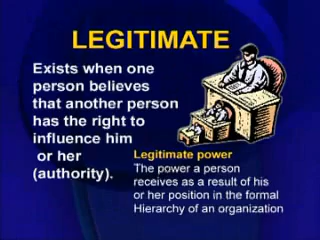 LEGITIMATE
Exists when one
person believes
that another person
has the right to
influence him
or her
(authority).
Legitimate power
The power a person
receives as a result of his
or her position in the formal
Hierarchy of an organization